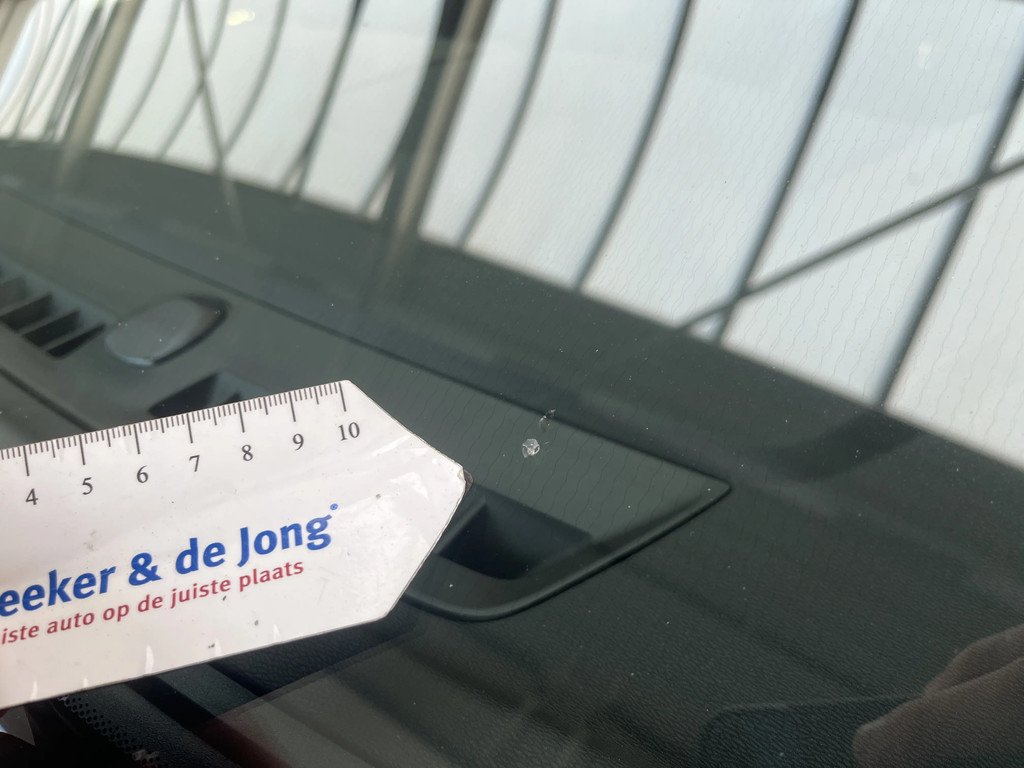 4 5 6 7 8 9 10
eeker & de Jong®
iste auto op de juiste plaats